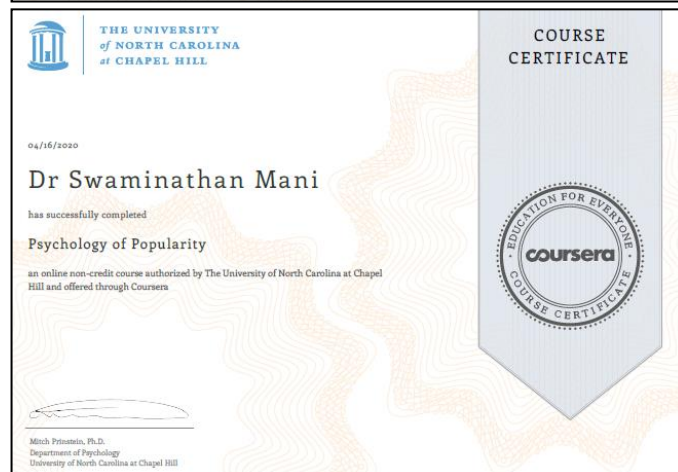 THE UNIVERSITY
of NORTH CAROLINA
at CHAPEL HILL
COURSE
CERTIFICATE
04/16/2020
Dr Swaminathan Mani
has successfully completed
Psychology of Popularity
an online non-credit course authorized by The University of North Carolina at Chapel
Hill and offered through Coursera
EDUCATION FOR EVERYONE
coursera
COURSE CERTIFICATE
Mitch Prinstein, Ph.D.
Department of Psychology
University of North Carolina at Chapel Hill